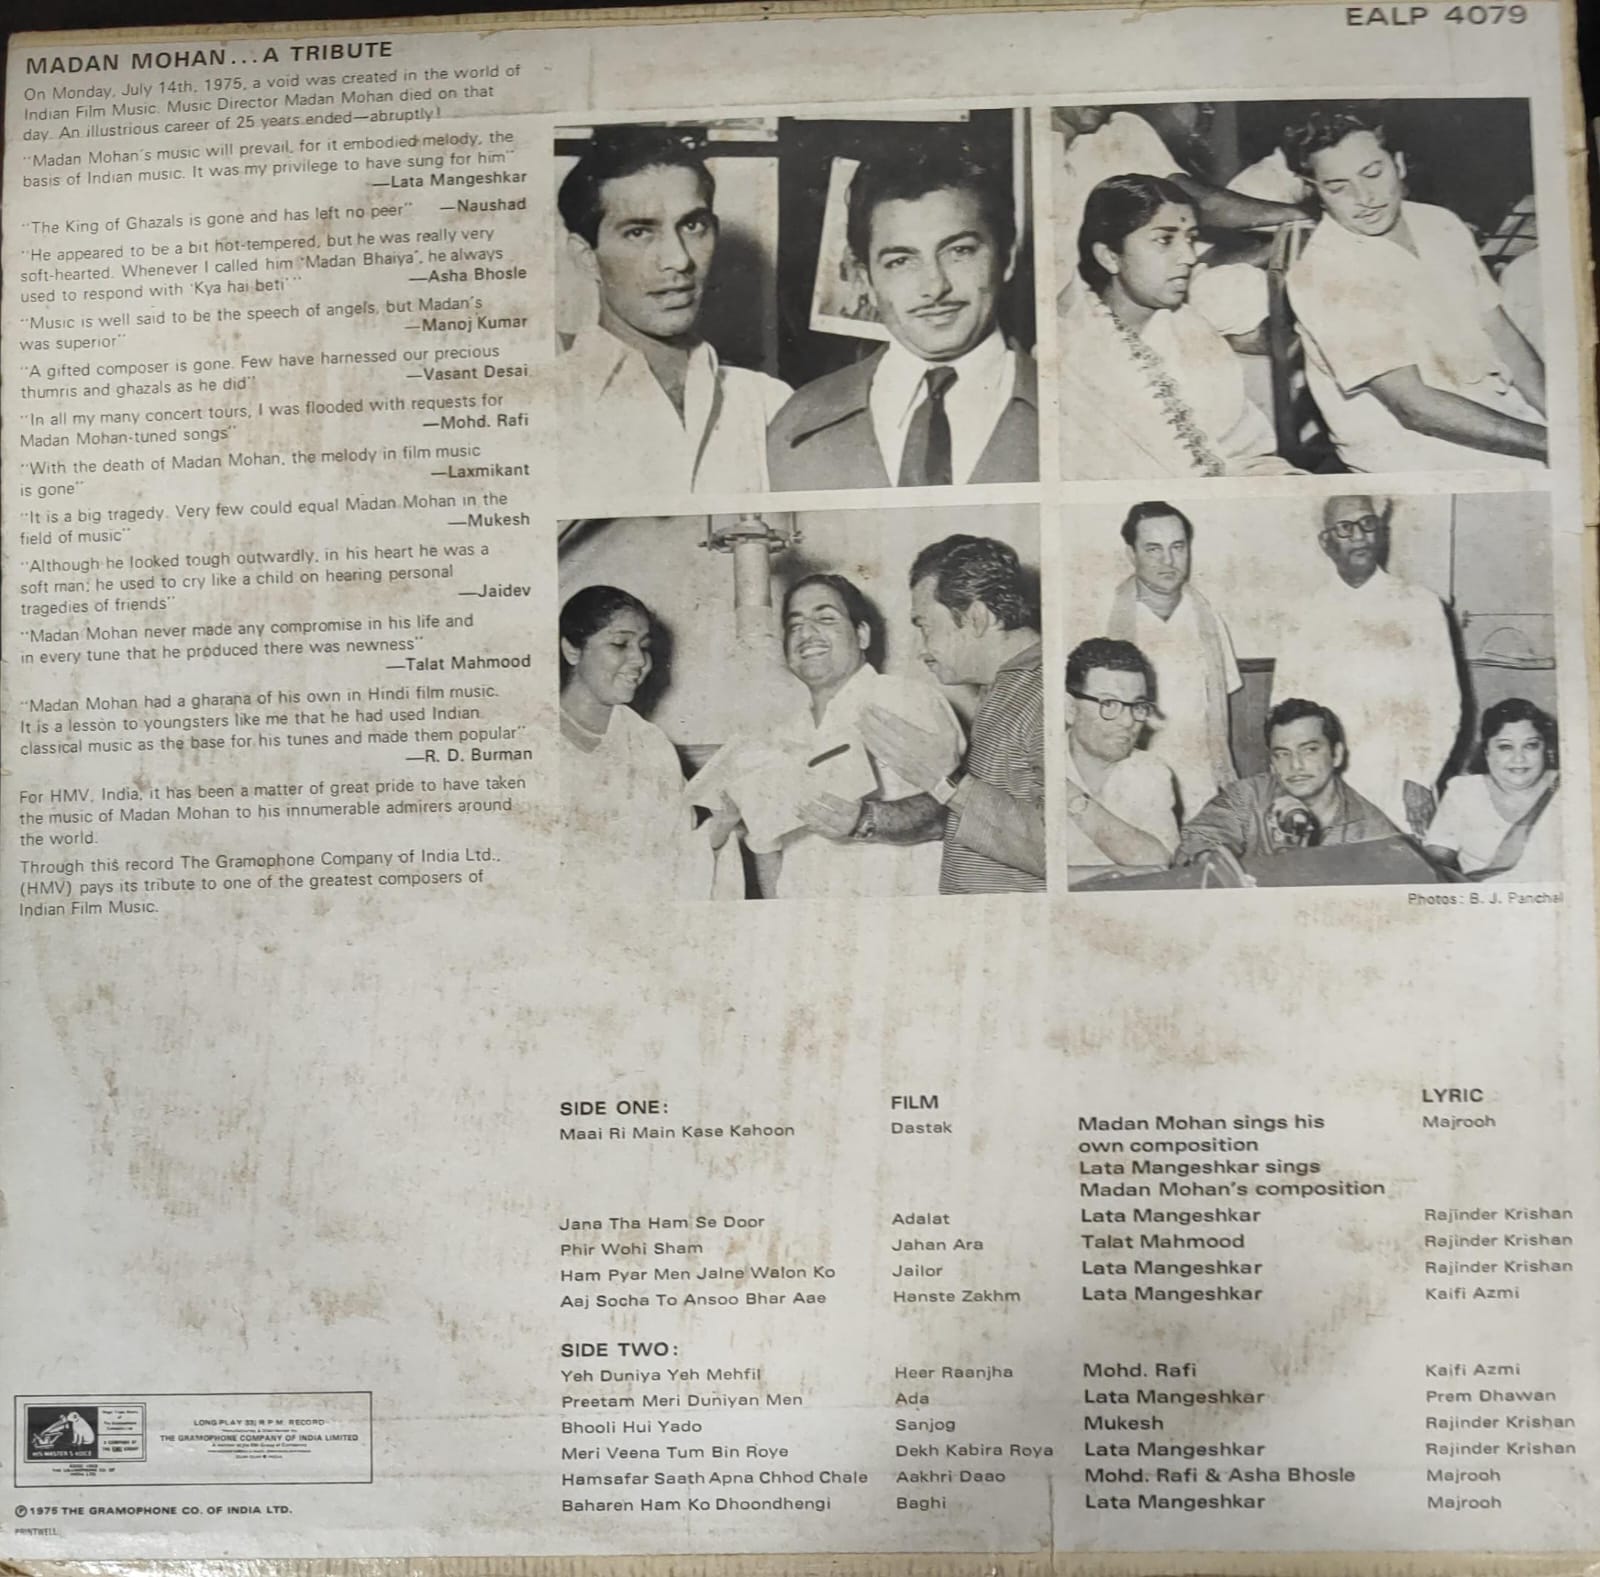 EALP 4079
MADAN MOHAN...A TRIBUTE
On Monday, July 14th, 1975, a void was created in the world of
Indian Film Music. Music Director Madan Mohan died on that
day. An illustrious career of 25 years ended—abruptly!
"Madan Mohan's music will prevail, for it embodied melody, the
basis of Indian music. It was my privilege to have sung for him"
—Lata Mangeshkar
"The King of Ghazals is gone and has left no peer" —Naushad
"He appeared to be a bit hot-tempered, but he was really very
soft-hearted. Whenever I called him 'Madan Bhaiya', he always
used to respond with 'Kya hai beti' " —Asha Bhosle
"Music is well said to be the speech of angels, but Madan's
was superior" —Manoj Kumar
"A gifted composer is gone. Few have harnessed our precious
thumris and ghazals as he did" —Vasant Desai
"In all my many concert tours, I was flooded with requests for
Madan Mohan-tuned songs" —Mohd. Rafi
"With the death of Madan Mohan, the melody in film music
is gone" —Laxmikant
"It is a big tragedy. Very few could equal Madan Mohan in the
field of music" —Mukesh
"Although he looked tough outwardly, in his heart he was a
soft man; he used to cry like a child on hearing personal
tragedies of friends" —Jaidev
"Madan Mohan never made any compromise in his life and
in every tune that he produced there was newness"
—Talat Mahmood
"Madan Mohan had a gharana of his own in Hindi film music.
It is a lesson to youngsters like me that he had used Indian
classical music as the base for his tunes and made them popular"
—R. D. Burman
For HMV, India, it has been a matter of great pride to have taken
the music of Madan Mohan to his innumerable admirers around
the world.
Through this record The Gramophone Company of India Ltd.,
(HMV) pays its tribute to one of the greatest composers of
Indian Film Music.
Photos: B. J. Panchal
SIDE ONE: FILM LYRIC
Maai Ri Main Kase Kahoon Dastak Madan Mohan sings his Majrooh
own composition
Lata Mangeshkar sings
Madan Mohan's composition
Jana Tha Ham Se Door Adalat Lata Mangeshkar Rajinder Krishan
Phir Wohi Sham Jahan Ara Talat Mahmood Rajinder Krishan
Ham Pyar Men Jalne Walon Ko Jailor Lata Mangeshkar Rajinder Krishan
Aaj Socha To Ansoo Bhar Aae Hanste Zakhm Lata Mangeshkar Kaifi Azmi
SIDE TWO:
Yeh Duniya Yeh Mehfil Heer Raanjha Mohd. Rafi Kaifi Azmi
Preetam Meri Duniyan Men Ada Lata Mangeshkar Prem Dhawan
Bhooli Hui Yado Sanjog Mukesh Rajinder Krishan
Meri Veena Tum Bin Roye Dekh Kabira Roya Lata Mangeshkar Rajinder Krishan
Hamsafar Saath Apna Chhod Chale Aakhri Daao Mohd. Rafi & Asha Bhosle Majrooh
Baharen Ham Ko Dhoondhengi Baghi Lata Mangeshkar Majrooh
HIS MASTER'S VOICE
LONG PLAY 33⅓ R.P.M. RECORD
THE GRAMOPHONE COMPANY OF INDIA LIMITED
℗ 1975 THE GRAMOPHONE CO. OF INDIA LTD.
PRINTWELL